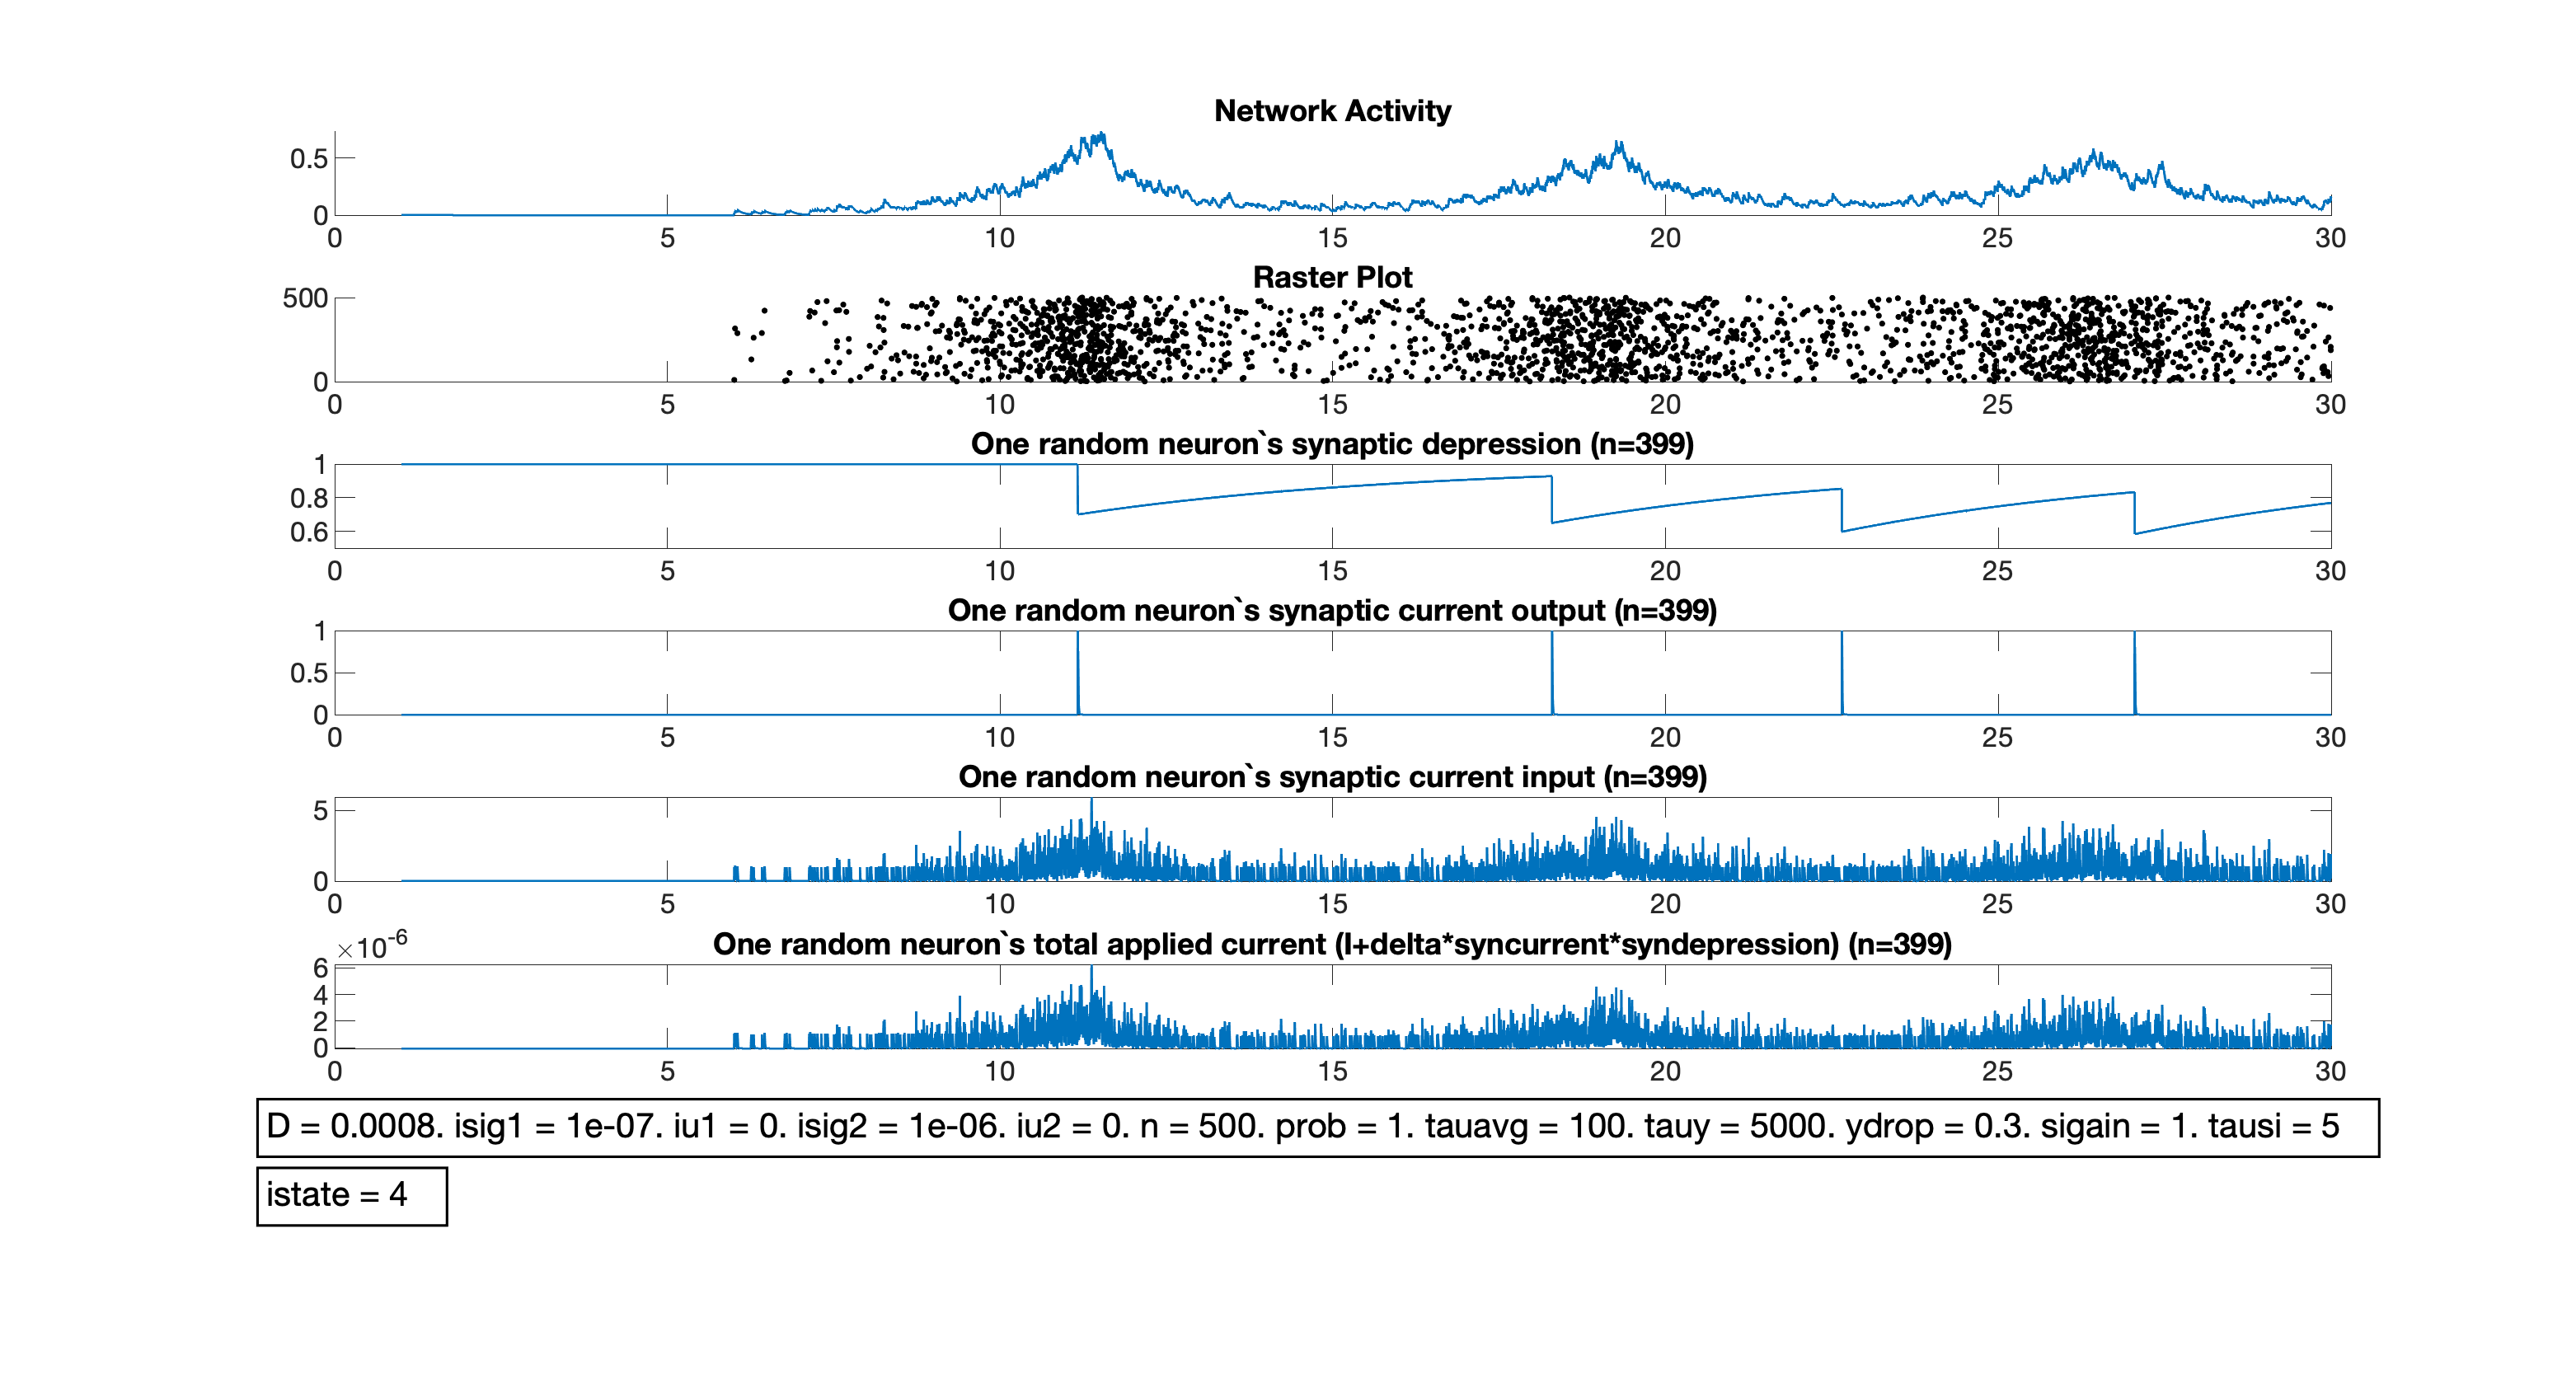 Network Activity
0.5
0
0 5 10 15 20 25 30
Raster Plot
500
0
0 5 10 15 20 25 30
One random neuron`s synaptic depression (n=399)
1
0.8
0.6
0 5 10 15 20 25 30
One random neuron`s synaptic current output (n=399)
1
0.5
0
0 5 10 15 20 25 30
One random neuron`s synaptic current input (n=399)
5
0
0 5 10 15 20 25 30
×10-6
One random neuron`s total applied current (I+delta*syncurrent*syndepression) (n=399)
6
4
2
0
0 5 10 15 20 25 30
D = 0.0008. isig1 = 1e-07. iu1 = 0. isig2 = 1e-06. iu2 = 0. n = 500. prob = 1. tauavg = 100. tauy = 5000. ydrop = 0.3. sigain = 1. tausi = 5
istate = 4